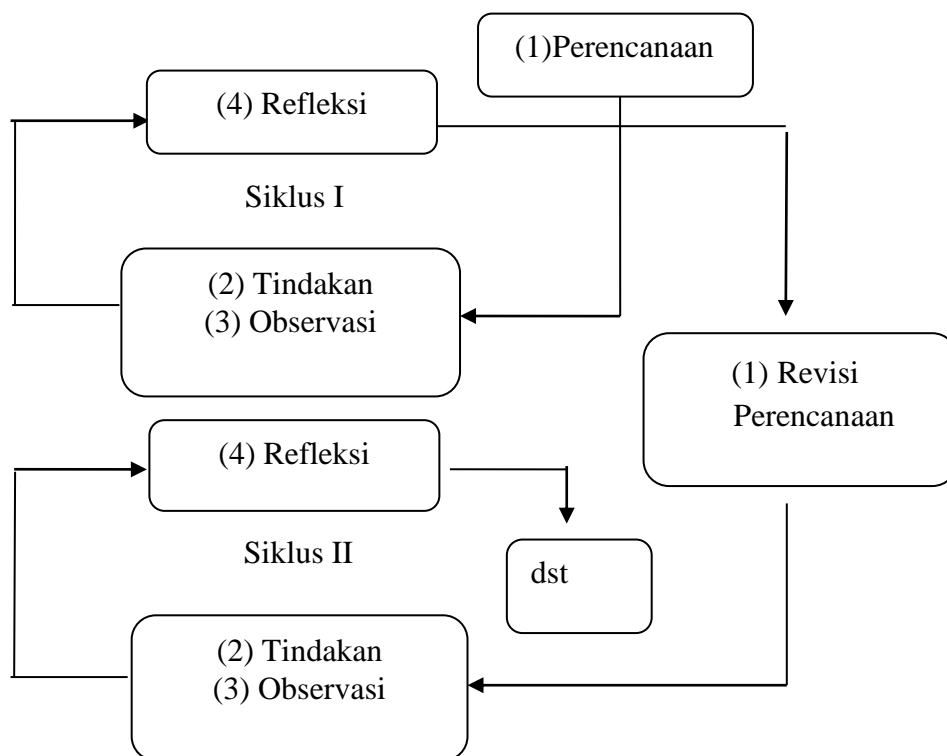 (1)Perencanaan
(4) Refleksi
Siklus I
(2) Tindakan
(3) Observasi
(1) Revisi
Perencanaan
(4) Refleksi
Siklus II
dst
(2) Tindakan
(3) Observasi